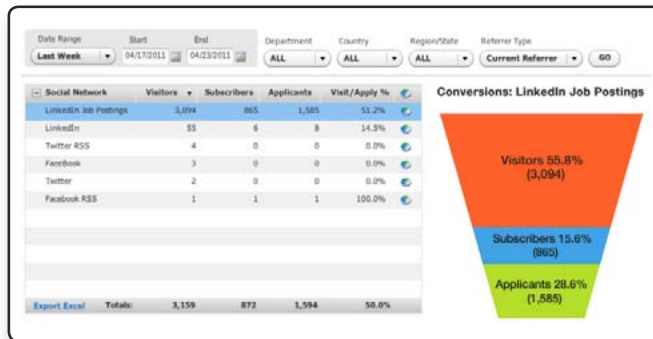 Date Range Start End Department Country Region/State Referrer Type
Last Week 04/17/2011 04/23/2011 ALL ALL ALL Current Referrer GO
Social Network Visitors Subscribers Applicants Visit/Apply %
LinkedIn Job Postings 3,094 865 1,585 51.2%
LinkedIn 55 6 8 14.5%
Twitter RSS 4 0 0 0.0%
FaceBook 3 0 0 0.0%
Twitter 2 0 0 0.0%
Facebook RSS 1 1 1 100.0%
Export Excel Totals: 3,159 872 1,594 50.0%
Conversions: LinkedIn Job Postings
Visitors 55.8%
(3,094)
Subscribers 15.6%
(865)
Applicants 28.6%
(1,585)